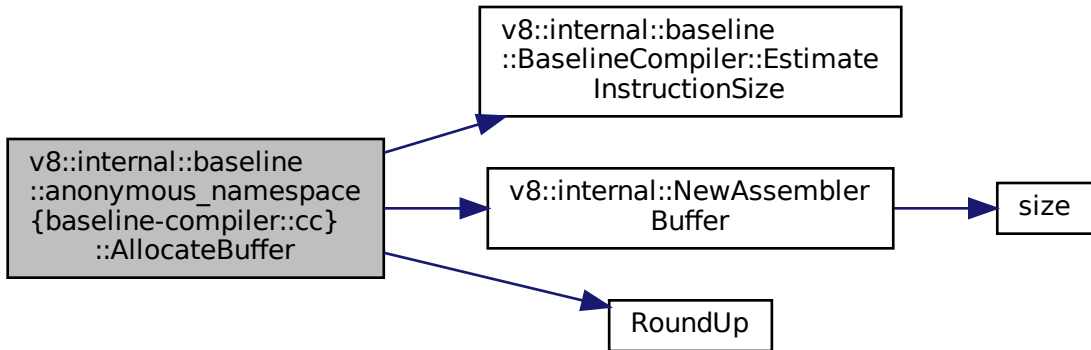 v8::internal::baseline
::BaselineCompiler::Estimate
InstructionSize
v8::internal::baseline
::anonymous_namespace
{baseline-compiler::cc}
::AllocateBuffer
v8::internal::NewAssembler
Buffer
size
RoundUp